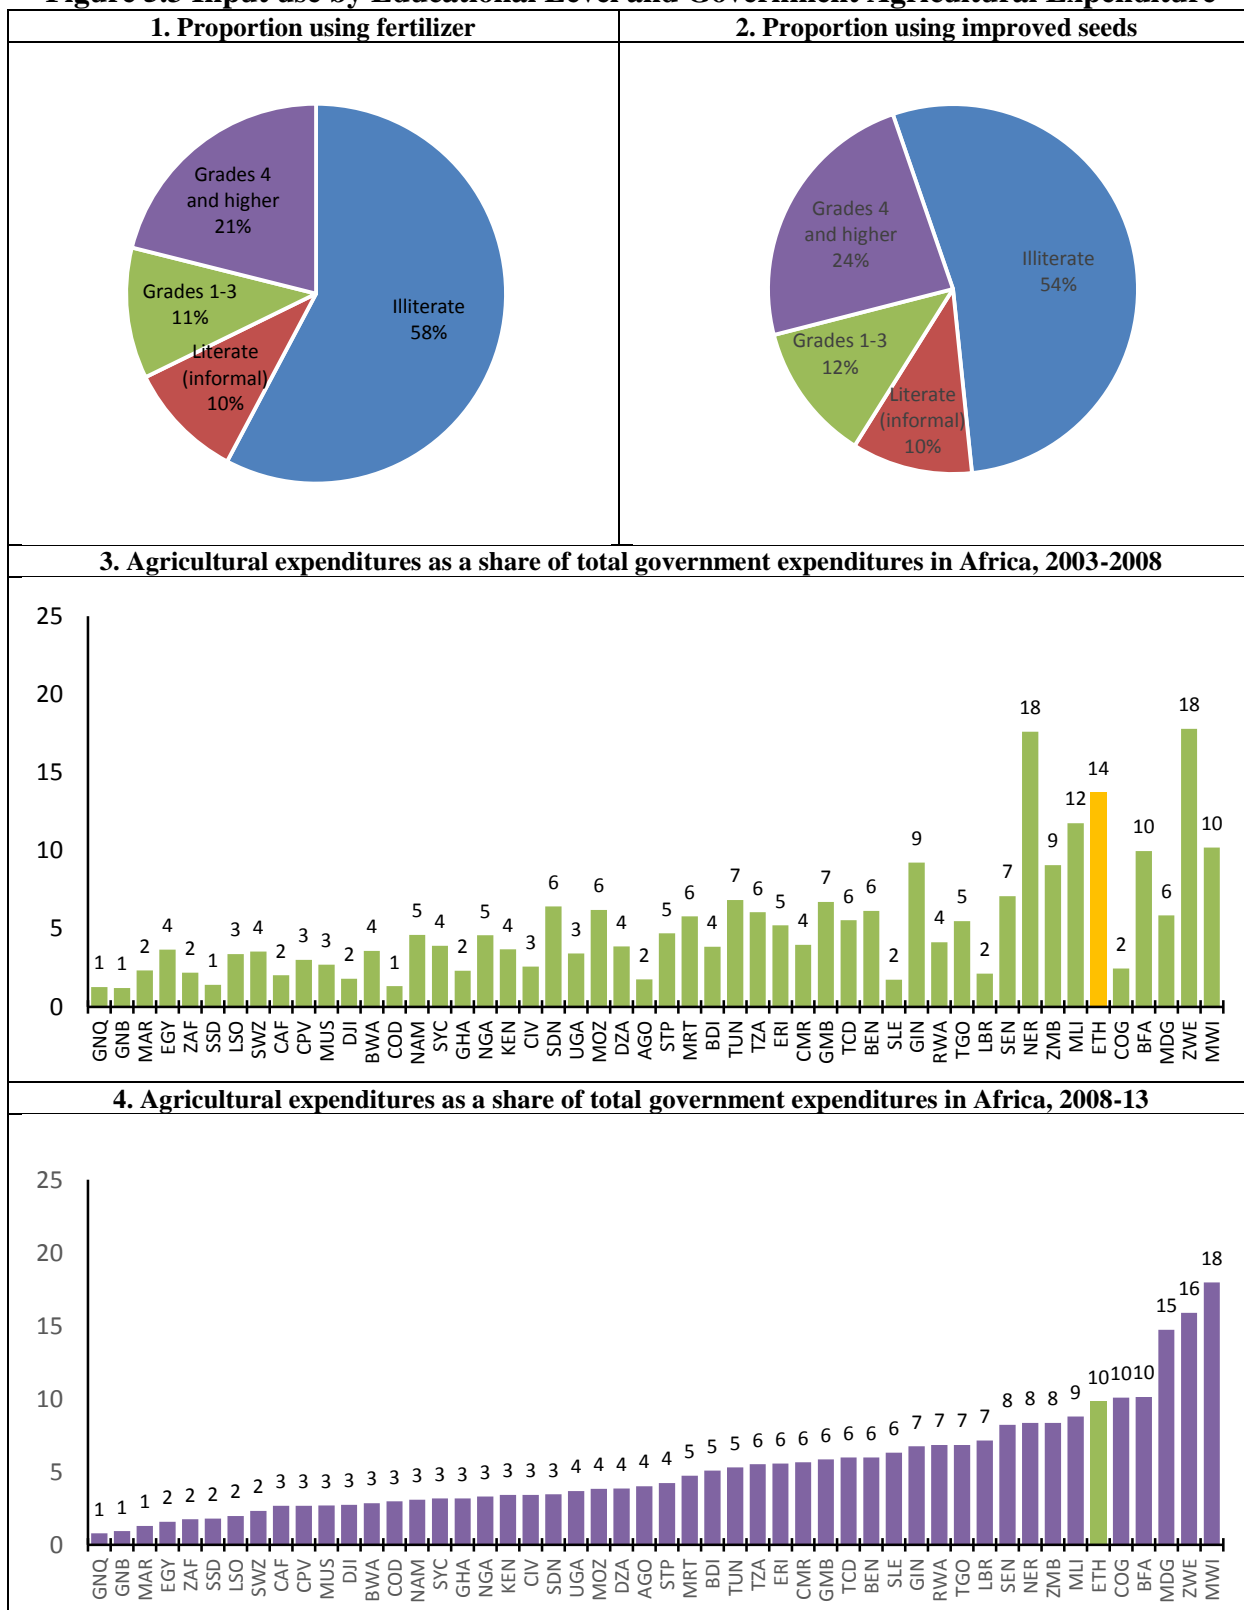 Figure Input use by Educational Level and Government Agricultural Expenditure
1. Proportion using fertilizer
Grades 4
and higher
21%
Grades 1-3
11%
Literate
(informal)
10%
Illiterate
58%
2. Proportion using improved seeds
Grades 4
and higher
24%
Grades 1-3
12%
Literate
(informal)
10%
Illiterate
54%
3. Agricultural expenditures as a share of total government expenditures in Africa, 2003-2008
25
20
15
10
5
0
1 1 2 4 2 1 3 4 2 3 3 2 4 1 5 4 2 5 4 3 6 3 6 4 2 5 6 4 7 6 5 4 7 6 6 2 9 4 5 2 7 18 9 12 14 2 10 6 18 10
GNQ GNB MAR EGY ZAF SSD LSO SWZ CAF CPV MUS DJI BWA COD NAM SYC GHA NGA KEN CIV SDN UGA MOZ DZA AGO STP MRT BDI TUN TZA ERI CMR GMB TCD BEN SLE GIN RWA TGO LBR SEN NER ZMB MLI ETH COG BFA MDG ZWE MWI
4. Agricultural expenditures as a share of total government expenditures in Africa, 2008-13
25
20
15
10
5
0
1 1 1 2 2 2 2 2 3 3 3 3 3 3 3 3 3 3 3 3 3 4 4 4 4 4 5 5 5 6 6 6 6 6 6 6 7 7 7 7 8 8 8 9 10 10 10 15 16 18
GNQ GNB MAR EGY ZAF SSD LSO SWZ CAF CPV MUS DJI BWA COD NAM SYC GHA NGA KEN CIV SDN UGA MOZ DZA AGO STP MRT BDI TUN TZA ERI CMR GMB TCD BEN SLE GIN RWA TGO LBR SEN NER ZMB MLI ETH COG BFA MDG ZWE MWI